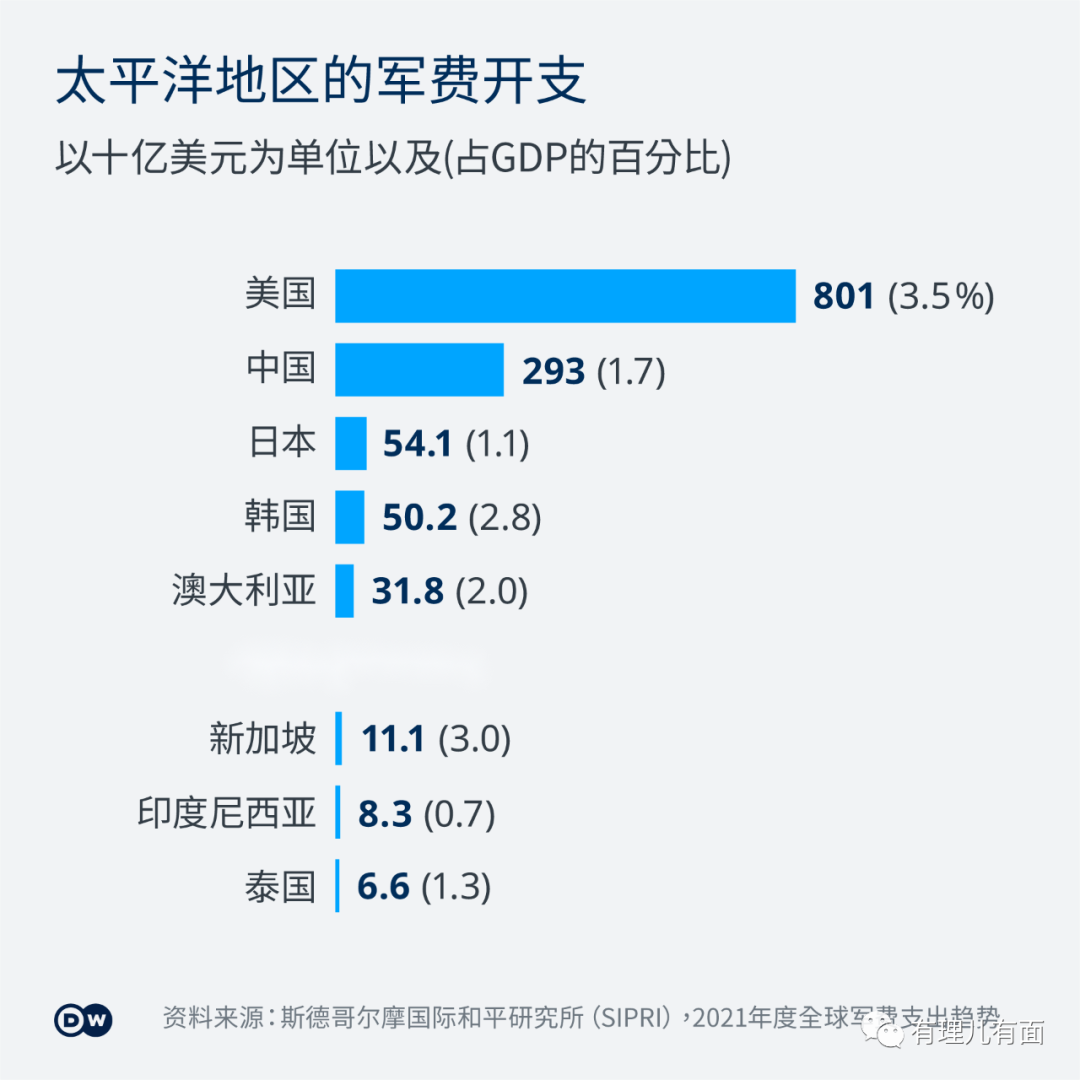 太平洋地区的军费开支
以十亿美元为单位以及(占GDP的百分比)
美国 801 (3.5%)
中国 293 (1.7)
日本 54.1 (1.1)
韩国 50.2 (2.8)
澳大利亚 31.8 (2.0)
新加坡 11.1 (3.0)
印度尼西亚 8.3 (0.7)
泰国 6.6 (1.3)
DW 资料来源：斯德哥尔摩国际和平研究所（SIPRI），2021年度全球军费支出趋势
有理儿有面